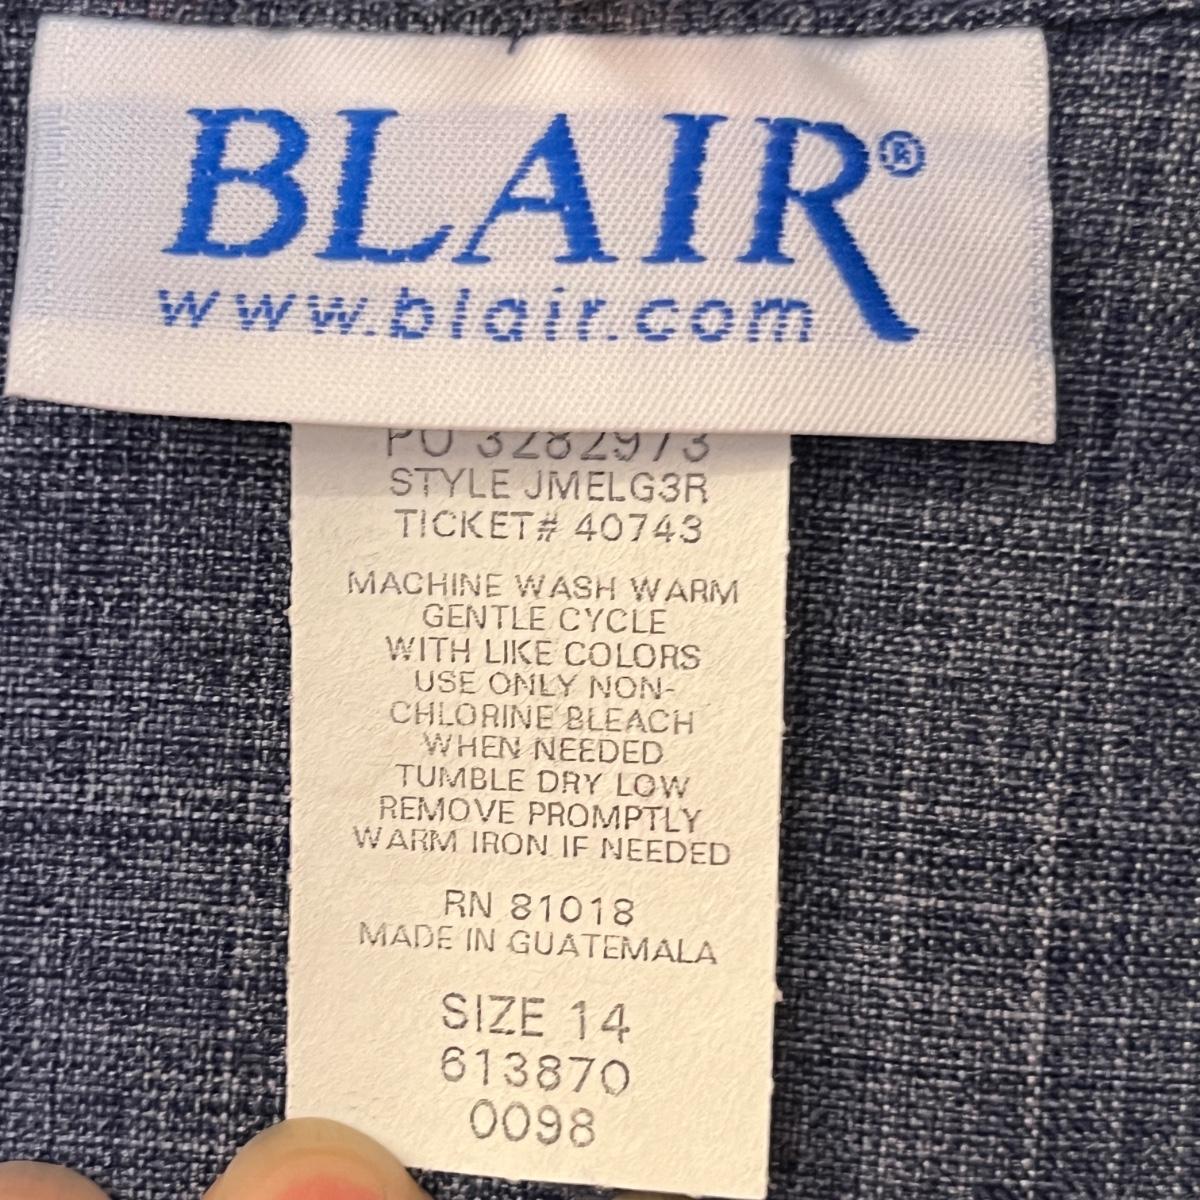 BLAIR®
www.blair.com
PO 3282973
STYLE JMELG3R
TICKET# 40743
MACHINE WASH WARM
GENTLE CYCLE
WITH LIKE COLORS
USE ONLY NON-
CHLORINE BLEACH
WHEN NEEDED
TUMBLE DRY LOW
REMOVE PROMPTLY
WARM IRON IF NEEDED
RN 81018
MADE IN GUATEMALA
SIZE 14
613870
0098